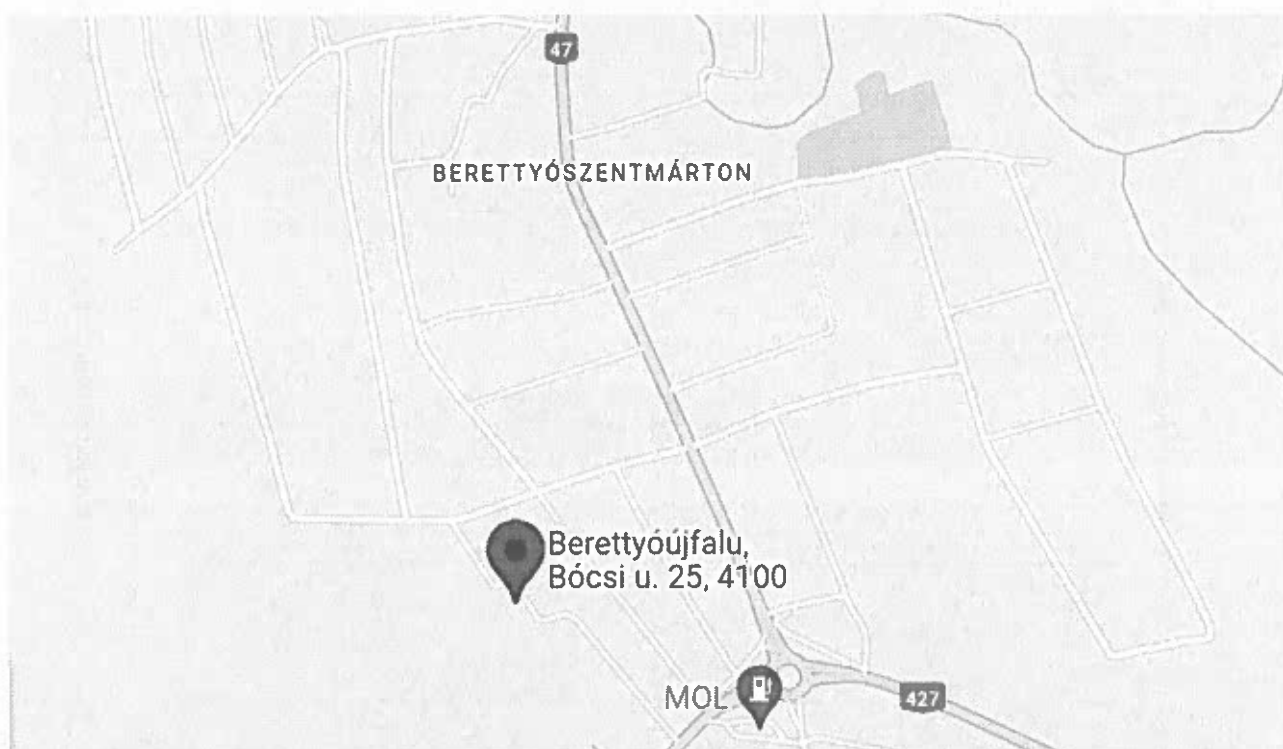 47
BERETTYÓSZENTMÁRTON
Berettyóújfalu,
Bócsi u. 25, 4100
MOL
427